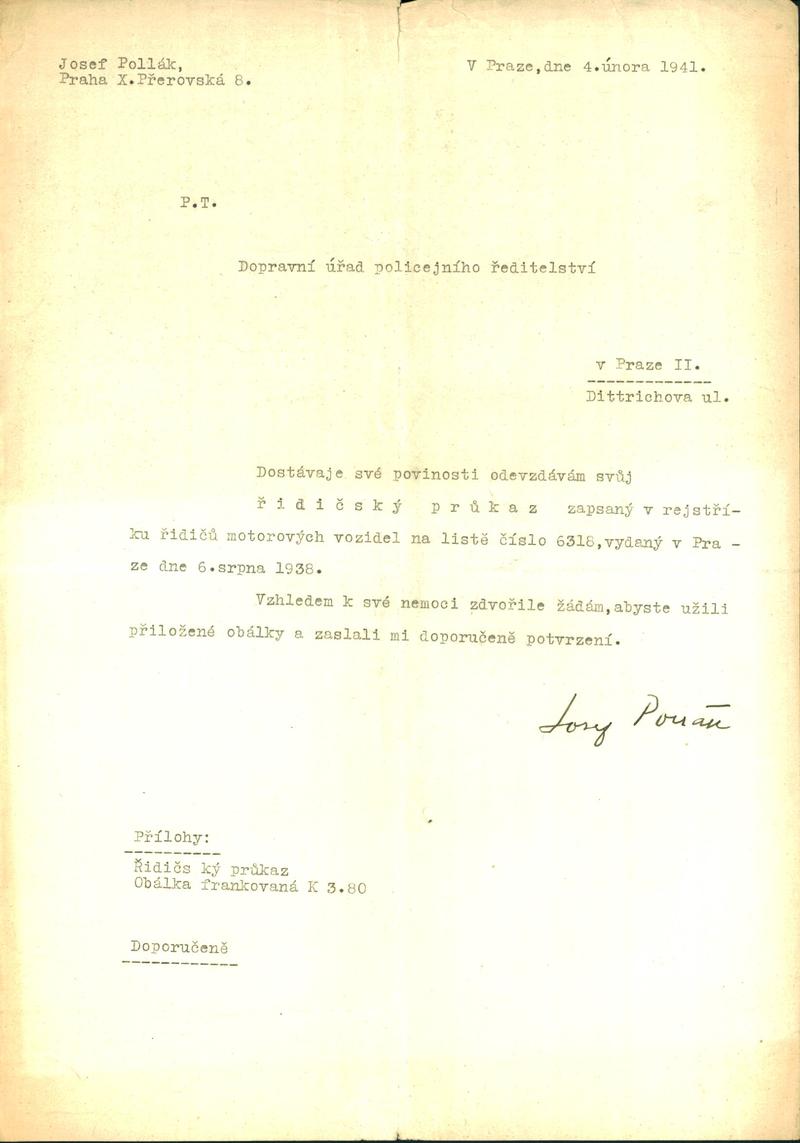 Josef Pollák,
Praha X.Přerovská 8.
V Praze,dne 4.února 1941.
P.T.
Dopravní úřad policejního ředitelství
v Praze II.
Dittrichova ul.
Dostávaje své povinosti odevzdávám svůj
ř i d i č s k ý   p r ů k a z   zapsaný v rejstří-
ku řidičů motorových vozidel na listě číslo 6318,vydaný v Pra -
ze dne 6.srpna 1938.
Vzhledem k své nemoci zdvořile žádám,abyste užili
přiložené obálky a zaslali mi doporučeně potvrzení.
Josef Pollák
Přílohy:
Řidičs ký průkaz
Obálka frankovaná K 3.80
Doporučeně